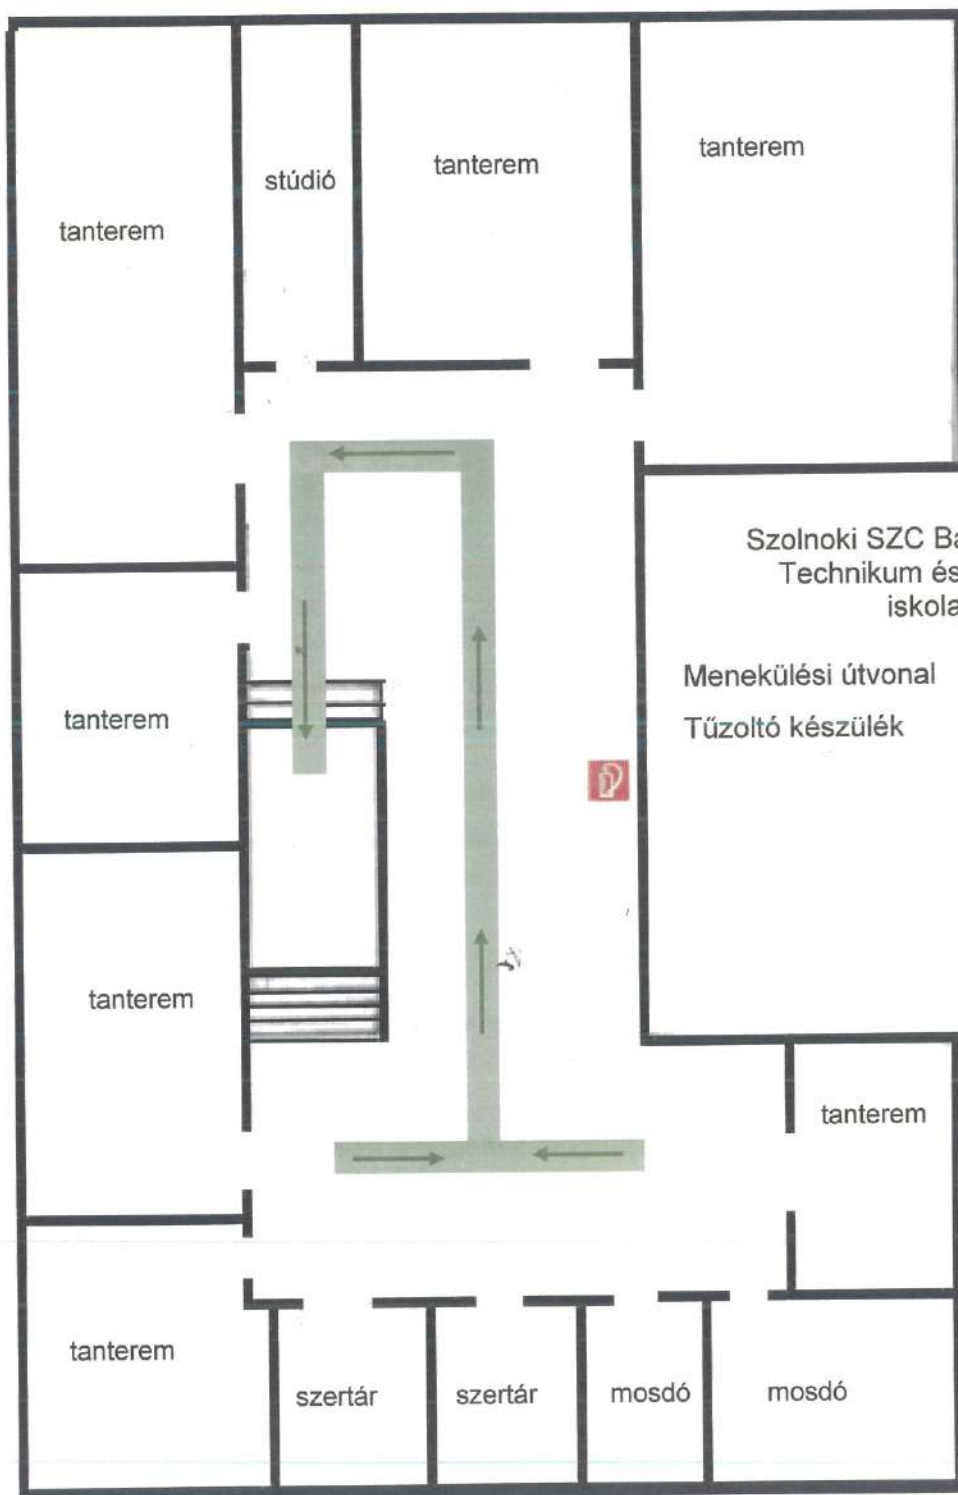 tanterem
stúdió
tanterem
tanterem
Szolnoki SZC
Technikum és
iskola
Menekülési útvonal
Tűzoltó készülék
tanterem
tanterem
tanterem
tanterem
szertár
szertár
mosdó
mosdó